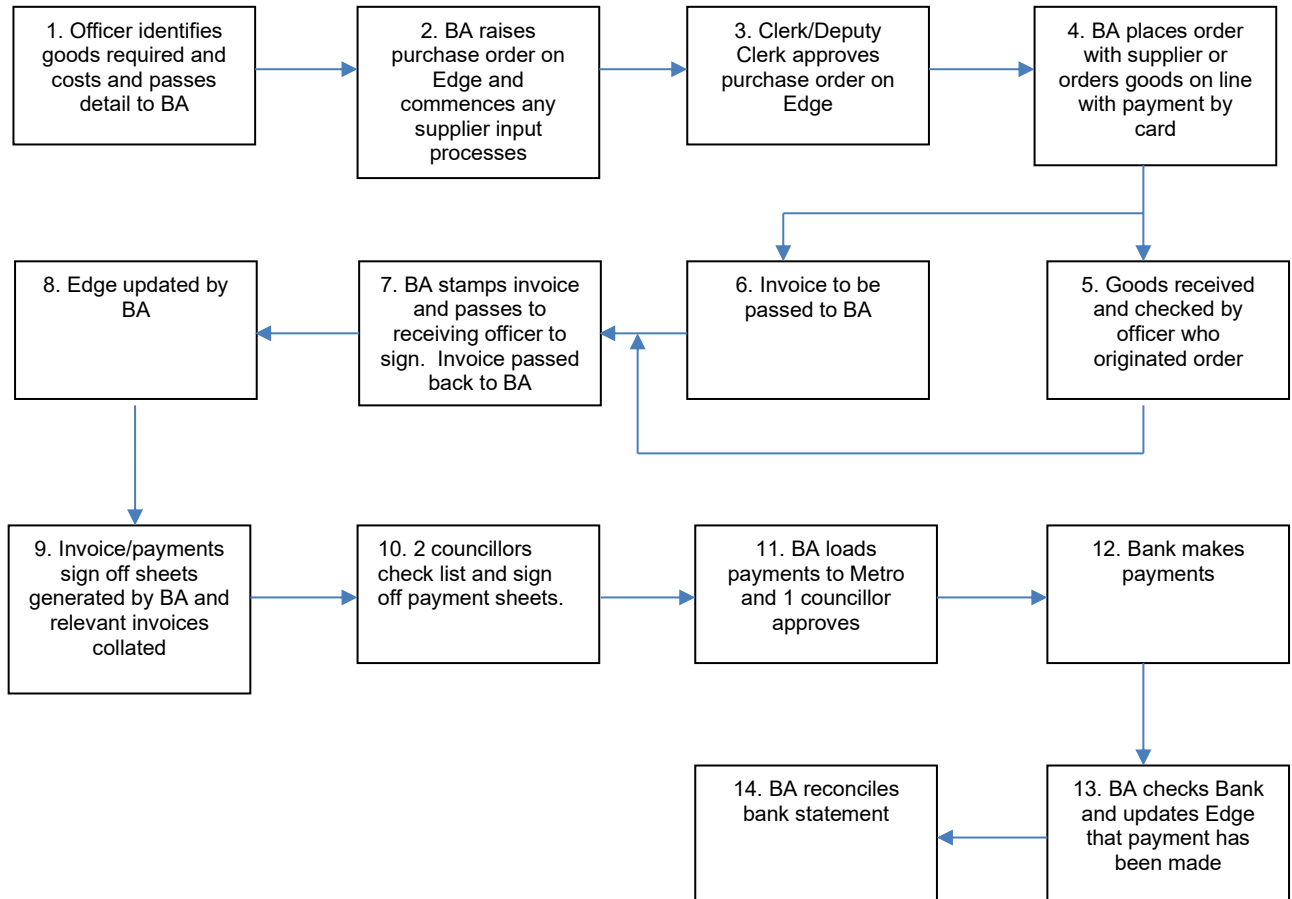 1. Officer identifies
goods required and
costs and passes
detail to BA
2. BA raises
purchase order on
Edge and
commences any
supplier input
processes
3. Clerk/Deputy
Clerk approves
purchase order on
Edge
4. BA places order
with supplier or
orders goods on line
with payment by
card
5. Goods received
and checked by
officer who
originated order
6. Invoice to be
passed to BA
7. BA stamps invoice
and passes to
receiving officer to
sign. Invoice passed
back to BA
8. Edge updated by
BA
9. Invoice/payments
sign off sheets
generated by BA and
relevant invoices
collated
10. 2 councillors
check list and sign
off payment sheets.
11. BA loads
payments to Metro
and 1 councillor
approves
12. Bank makes
payments
13. BA checks Bank
and updates Edge
that payment has
been made
14. BA reconciles
bank statement